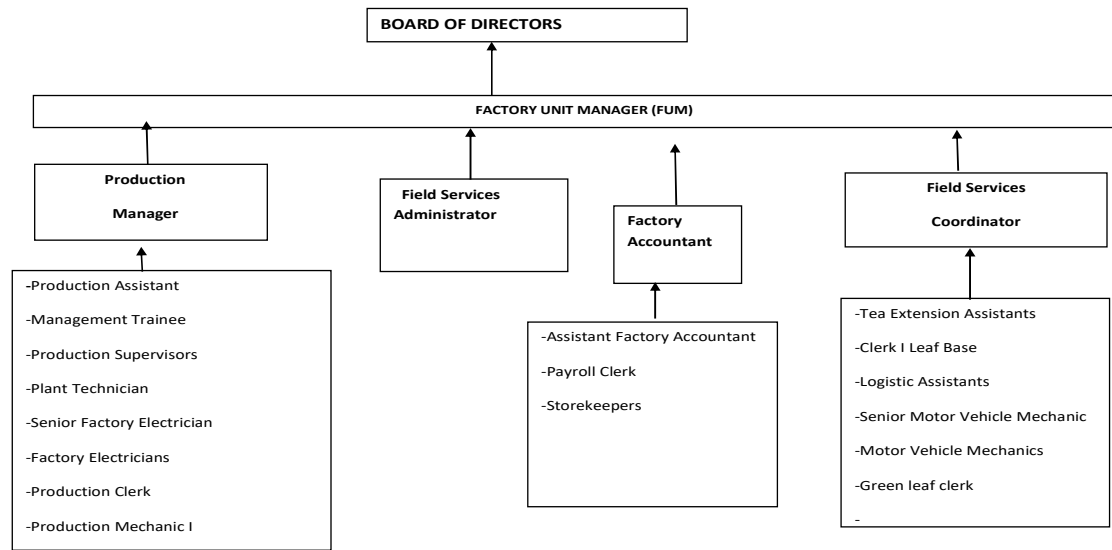 BOARD OF DIRECTORS
FACTORY UNIT MANAGER (FUM)
Production
Manager
Field Services
Administrator
Factory
Accountant
Field Services
Coordinator
-Production Assistant
-Management Trainee
-Production Supervisors
-Plant Technician
-Senior Factory Electrician
-Factory Electricians
-Production Clerk
-Production Mechanic I
-Assistant Factory Accountant
-Payroll Clerk
-Storekeepers
-Tea Extension Assistants
-Clerk I Leaf Base
-Logistic Assistants
-Senior Motor Vehicle Mechanic
-Motor Vehicle Mechanics
-Green leaf clerk
-